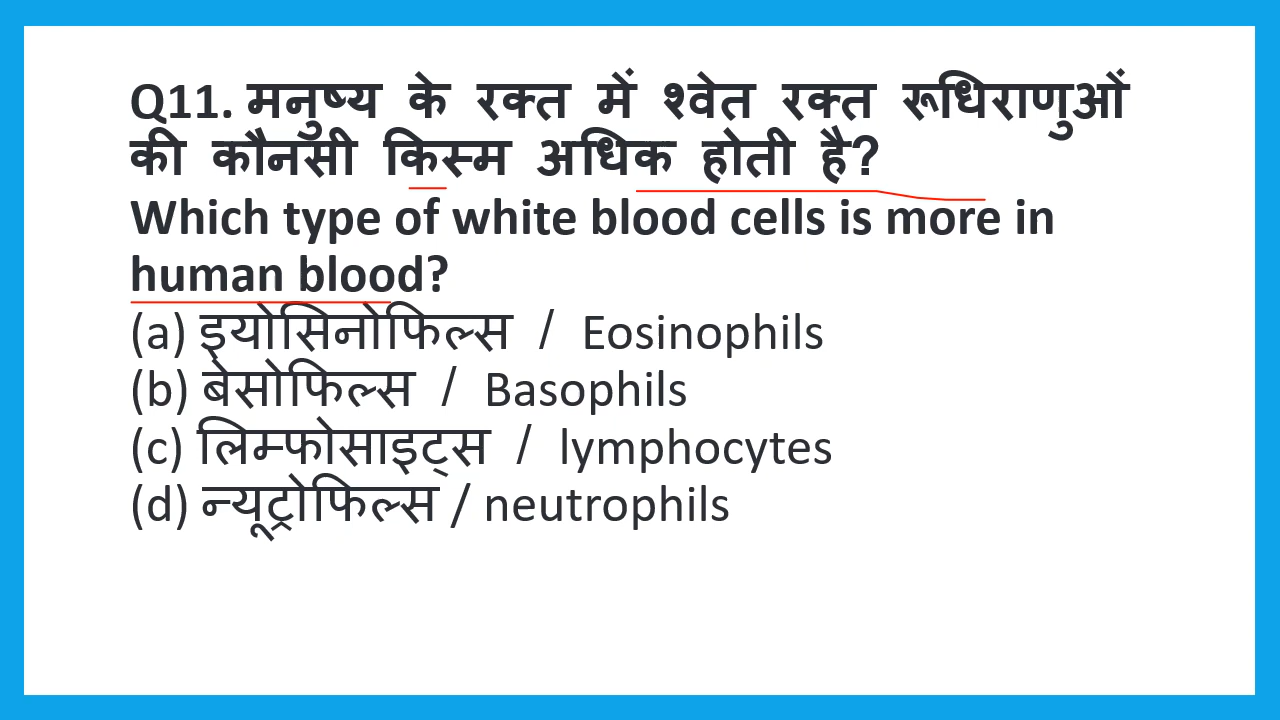 Q11. मनुष्य के रक्त में श्वेत रक्त रूधिराणुओं
की कौनसी किस्म अधिक होती है?
Which type of white blood cells is more in
human blood?
(a) इयोसिनोफिल्स / Eosinophils
(b) बेसोफिल्स / Basophils
(c) लिम्फोसाइट्स / lymphocytes
(d) न्यूट्रोफिल्स / neutrophils